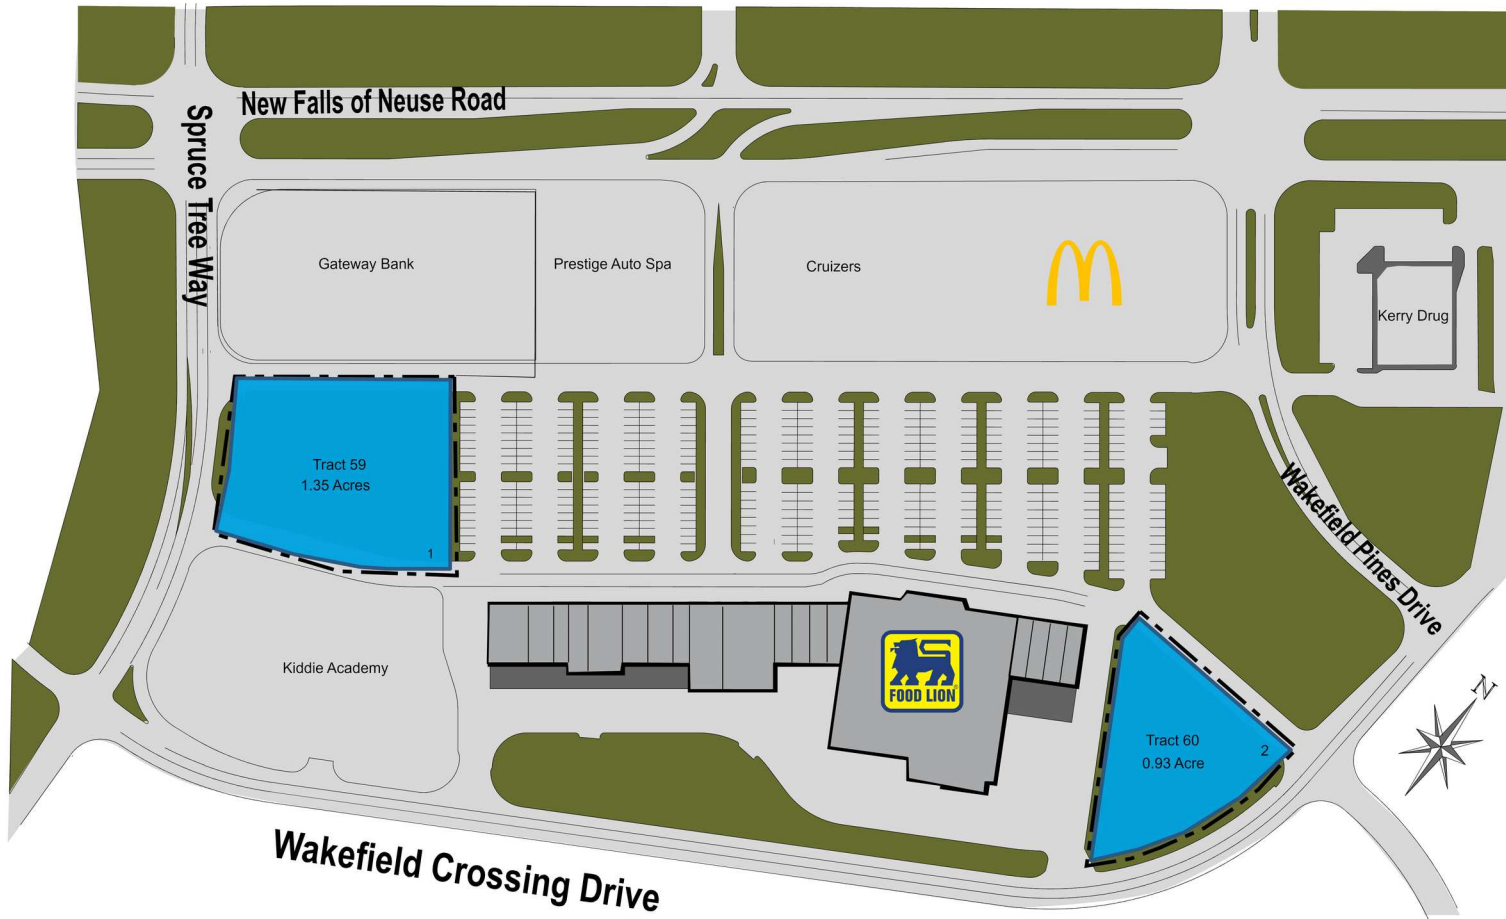 New Falls of Neuse Road
Spruce Tree Way
Gateway Bank
Prestige Auto Spa
Cruizers
Kerry Drug
Tract 59
1.35 Acres
1
Wakefield Pines Drive
Kiddie Academy
FOOD LION
Tract 60
0.93 Acre
2
N
Wakefield Crossing Drive